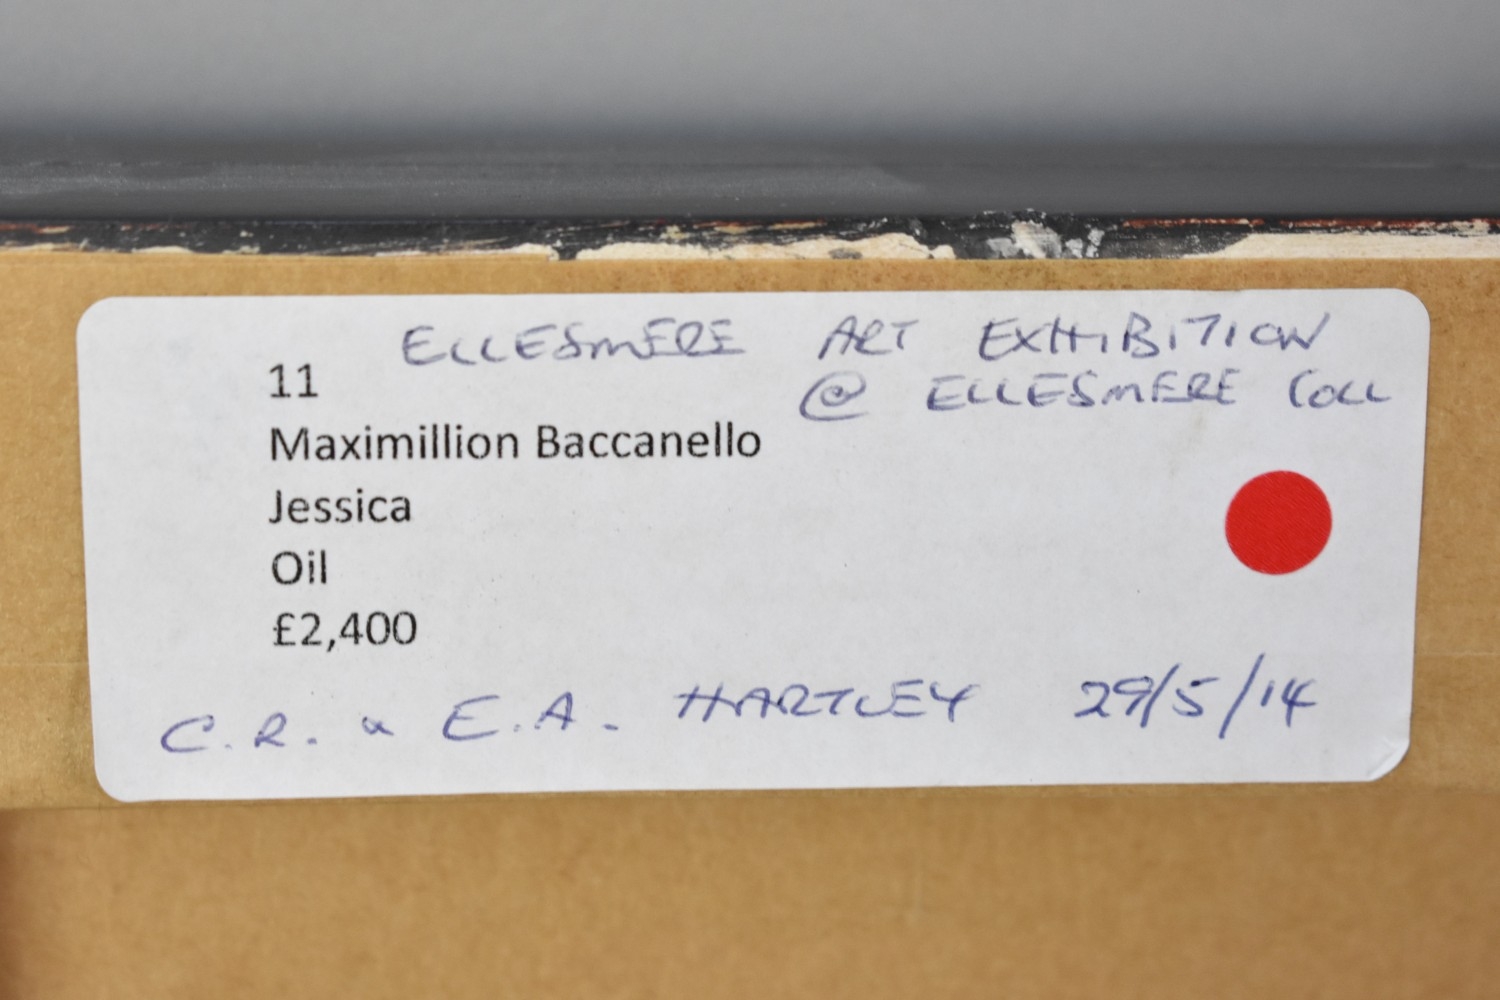 ELLESMERE ART EXHIBITION
@ ELLESMERE COLL
11
Maximillion Baccanello
Jessica
Oil
£2,400
C.R. & E.A. HARTLEY 29/5/14